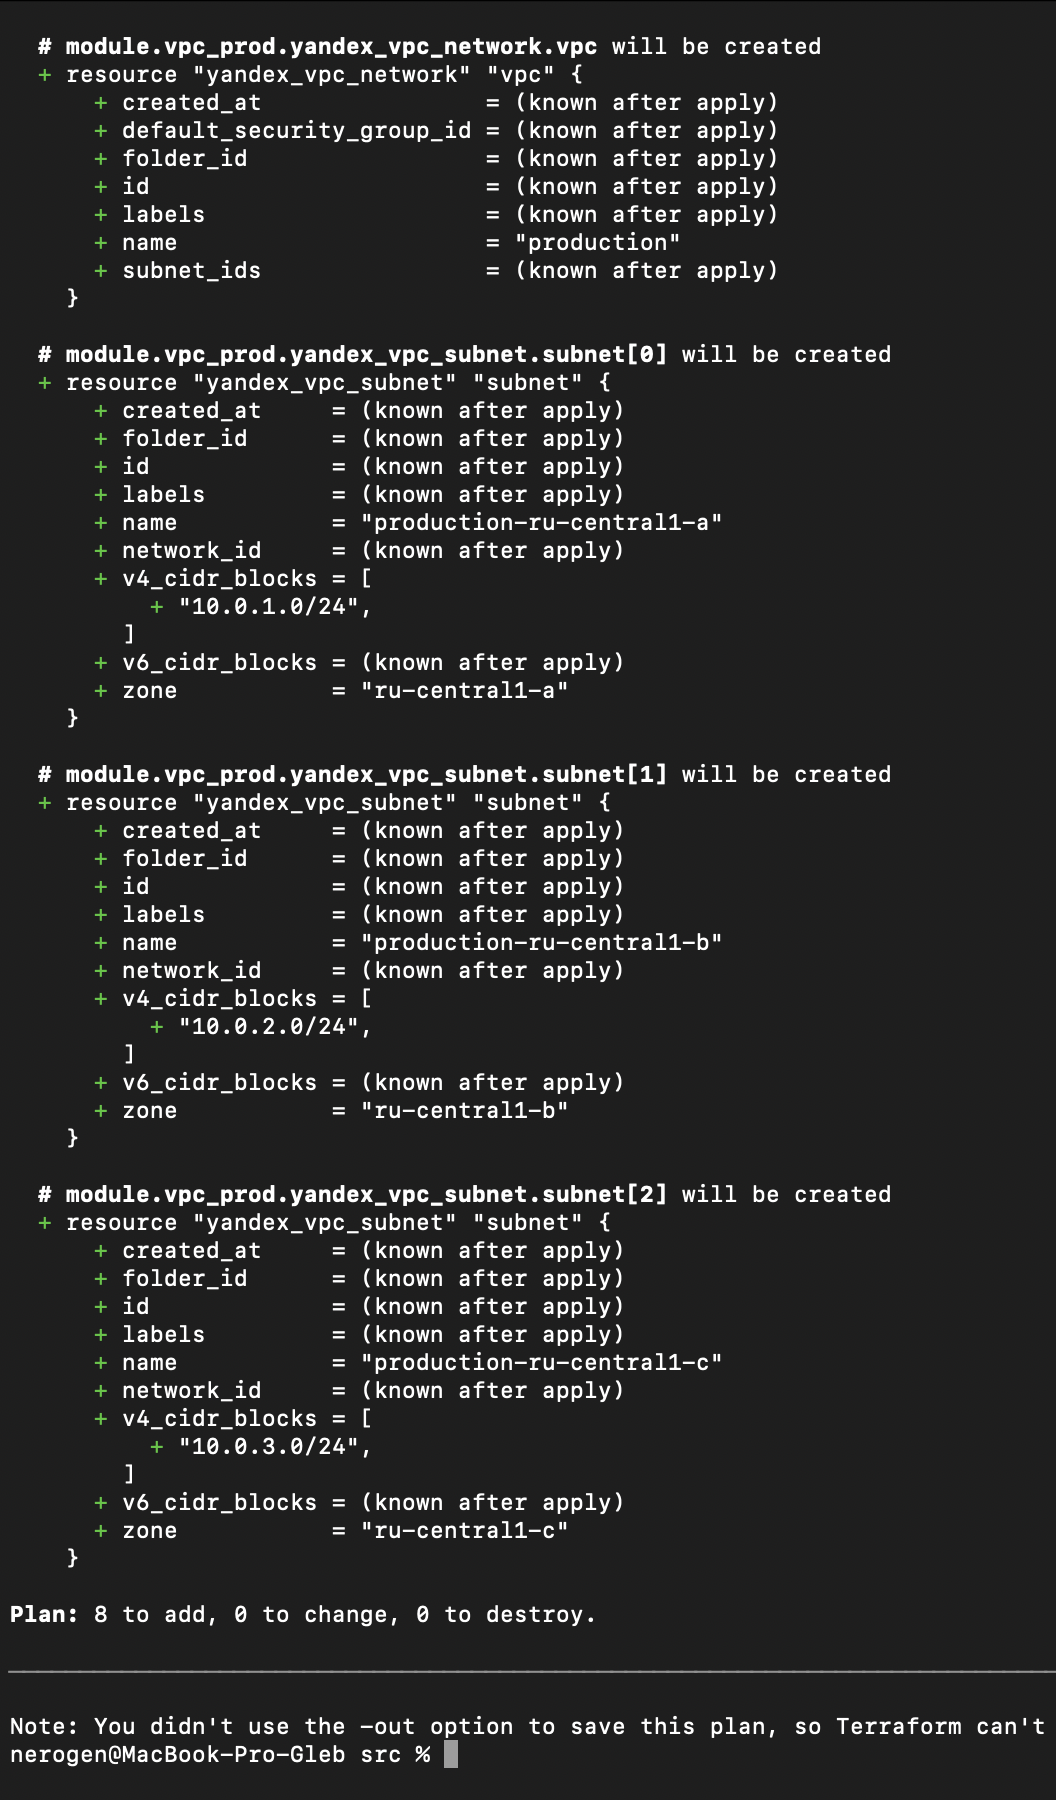 # module.vpc_prod.yandex_vpc_network.vpc will be created
+ resource "yandex_vpc_network" "vpc" {
+ created_at = (known after apply)
+ default_security_group_id = (known after apply)
+ folder_id = (known after apply)
+ id = (known after apply)
+ labels = (known after apply)
+ name = "production"
+ subnet_ids = (known after apply)
}
# module.vpc_prod.yandex_vpc_subnet.subnet[0] will be created
+ resource "yandex_vpc_subnet" "subnet" {
+ created_at = (known after apply)
+ folder_id = (known after apply)
+ id = (known after apply)
+ labels = (known after apply)
+ name = "production-ru-central1-a"
+ network_id = (known after apply)
+ v4_cidr_blocks = [
+ "10.0.1.0/24",
]
+ v6_cidr_blocks = (known after apply)
+ zone = "ru-central1-a"
}
# module.vpc_prod.yandex_vpc_subnet.subnet[1] will be created
+ resource "yandex_vpc_subnet" "subnet" {
+ created_at = (known after apply)
+ folder_id = (known after apply)
+ id = (known after apply)
+ labels = (known after apply)
+ name = "production-ru-central1-b"
+ network_id = (known after apply)
+ v4_cidr_blocks = [
+ "10.0.2.0/24",
]
+ v6_cidr_blocks = (known after apply)
+ zone = "ru-central1-b"
}
# module.vpc_prod.yandex_vpc_subnet.subnet[2] will be created
+ resource "yandex_vpc_subnet" "subnet" {
+ created_at = (known after apply)
+ folder_id = (known after apply)
+ id = (known after apply)
+ labels = (known after apply)
+ name = "production-ru-central1-c"
+ network_id = (known after apply)
+ v4_cidr_blocks = [
+ "10.0.3.0/24",
]
+ v6_cidr_blocks = (known after apply)
+ zone = "ru-central1-c"
}
Plan: 8 to add, 0 to change, 0 to destroy.
Note: You didn't use the -out option to save this plan, so Terraform can't
nerogen@MacBook-Pro-Gleb src %